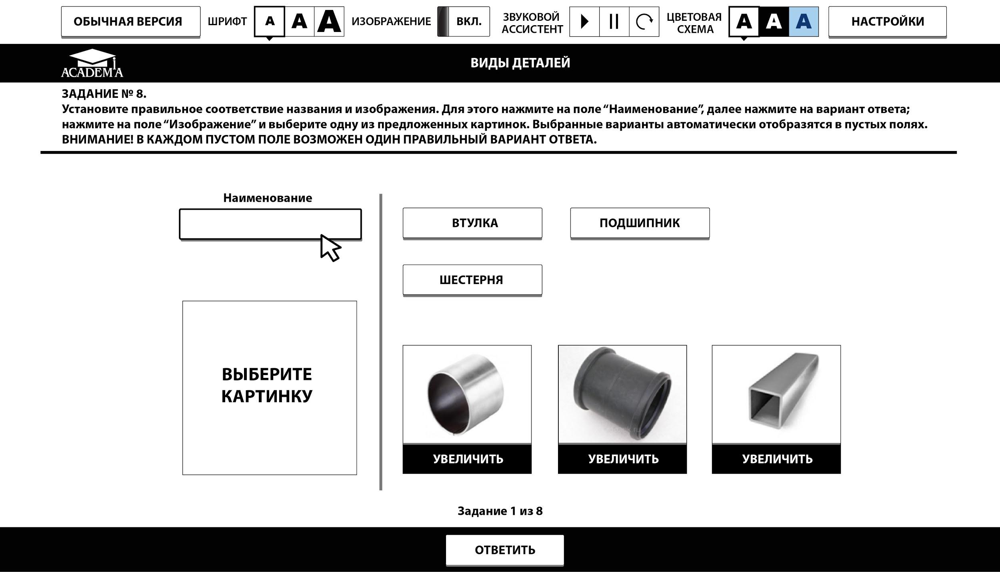 ОБЫЧНАЯ ВЕРСИЯ
ШРИФТ
А А А
ИЗОБРАЖЕНИЕ
ВКЛ.
ЗВУКОВОЙ
АССИСТЕНТ
ЦВЕТОВАЯ
СХЕМА
А А А
НАСТРОЙКИ
ACADEMiA
ВИДЫ ДЕТАЛЕЙ
ЗАДАНИЕ № 8.
Установите правильное соответствие названия и изображения. Для этого нажмите на поле “Наименование”, далее нажмите на вариант ответа;
нажмите на поле “Изображение” и выберите одну из предложенных картинок. Выбранные варианты автоматически отобразятся в пустых полях.
ВНИМАНИЕ! В КАЖДОМ ПУСТОМ ПОЛЕ ВОЗМОЖЕН ОДИН ПРАВИЛЬНЫЙ ВАРИАНТ ОТВЕТА.
Наименование
ВТУЛКА
ПОДШИПНИК
ШЕСТЕРНЯ
ВЫБЕРИТЕ
КАРТИНКУ
УВЕЛИЧИТЬ
УВЕЛИЧИТЬ
УВЕЛИЧИТЬ
Задание 1 из 8
ОТВЕТИТЬ